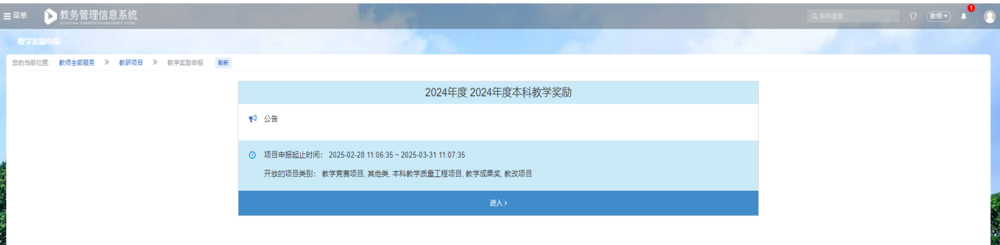 菜单
教务管理信息系统
EDUCATIONAL ADMINISTRATION MANAGEMENT SYSTEM
菜单搜索
教师
1
教学奖励申报
您的当前位置: 教师全部服务 » 教研项目 » 教学奖励申报 刷新
2024年度 2024年度本科教学奖励
公告
项目申报起止时间: 2025-02-28 11:06:35 ~ 2025-03-31 11:07:35
开放的项目类别: 教学竞赛项目, 其他类, 本科教学质量工程项目, 教学成果奖, 教改项目
进入 ›